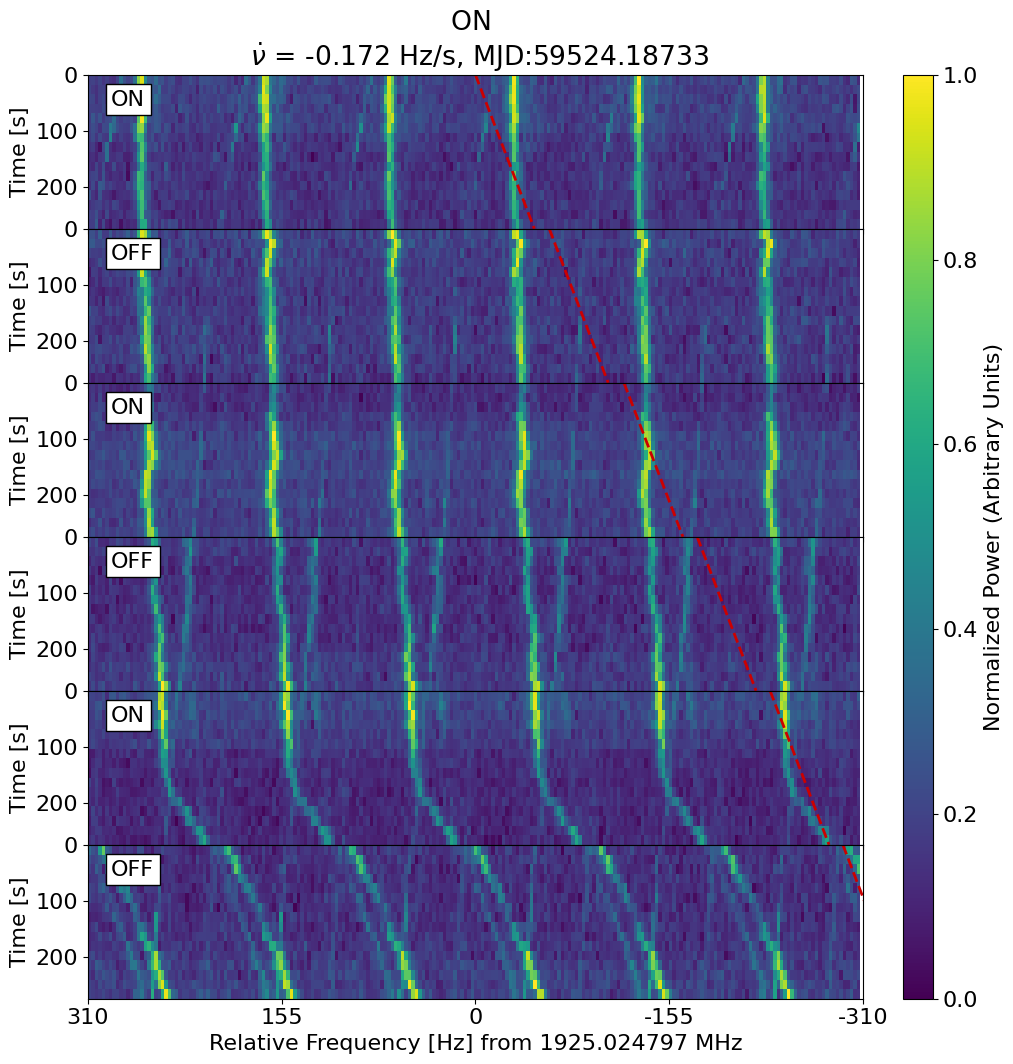 ON
ν̇ = -0.172 Hz/s, MJD:59524.18733
0
100
200
Time [s]
ON
0
100
200
Time [s]
OFF
0
100
200
Time [s]
ON
0
100
200
Time [s]
OFF
0
100
200
Time [s]
ON
0
100
200
Time [s]
OFF
310 155 0 -155 -310
Relative Frequency [Hz] from 1925.024797 MHz
1.0
0.8
0.6
0.4
0.2
0.0
Normalized Power (Arbitrary Units)